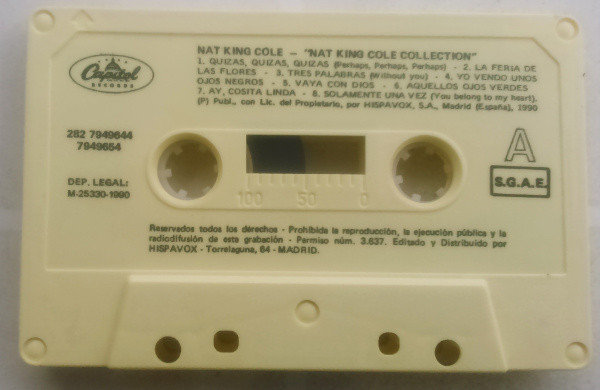 Capitol
RECORDS
NAT KING COLE - "NAT KING COLE COLLECTION"
1. QUIZAS, QUIZAS, QUIZAS (Perhaps, Perhaps, Perhaps) - 2. LA FERIA DE
LAS FLORES - 3. TRES PALABRAS (Without you) - 4. YO VENDO UNOS
OJOS NEGROS - 5. VAYA CON DIOS - 6. AQUELLOS OJOS VERDES
7. AY, COSITA LINDA - 8. SOLAMENTE UNA VEZ (You belong to my heart).
(P) Publ., con Lic. del Propietario, por HISPAVOX, S.A., Madrid (España), 1990
282 7949644
7949654
A
S.G.A.E.
DEP. LEGAL:
M-25330-1990
100 50 0
Reservados todos los derechos - Prohibida la reproducción, la ejecución pública y la
radiodifusión de esta grabación - Permiso núm. 3.637. Editado y Distribuido por
HISPAVOX - Torrelaguna, 64 - MADRID.